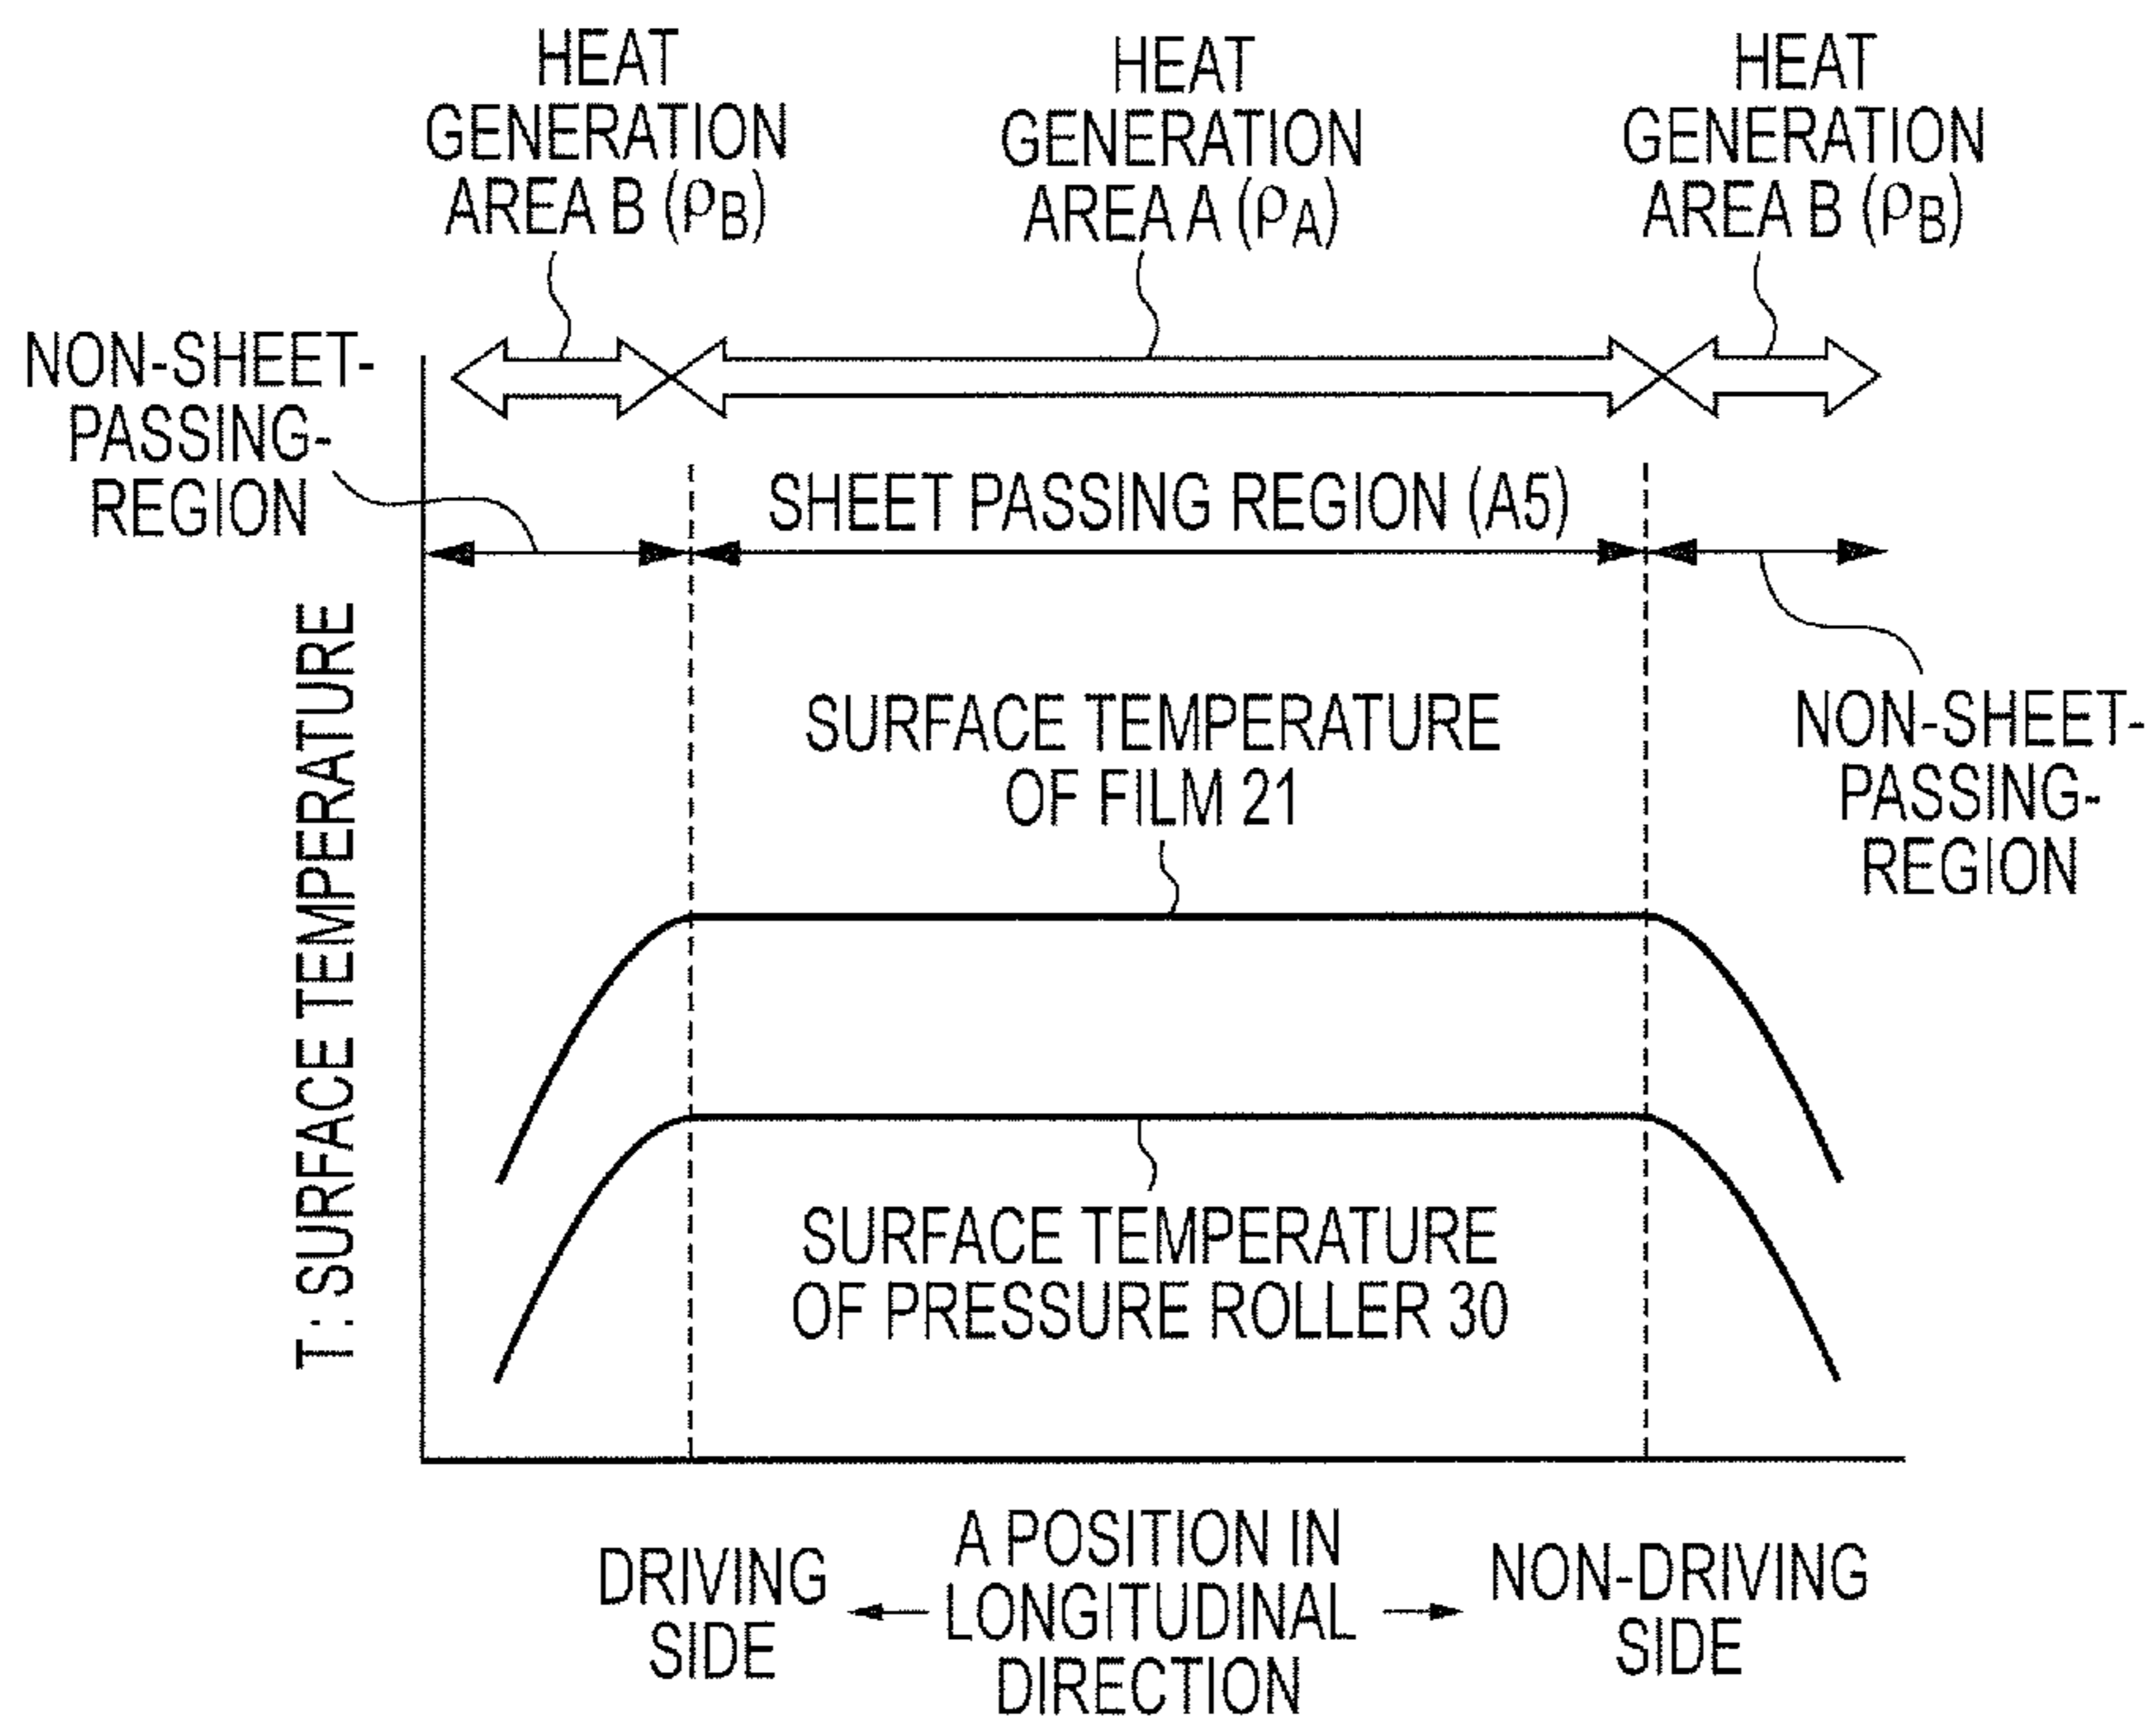 HEAT
GENERATION
AREA B (ρB)
HEAT
GENERATION
AREA A (ρA)
HEAT
GENERATION
AREA B (ρB)
NON-SHEET-
PASSING-
REGION
SHEET PASSING REGION (A5)
T: SURFACE TEMPERATURE
SURFACE TEMPERATURE
OF FILM 21
NON-SHEET-
PASSING-
REGION
SURFACE TEMPERATURE
OF PRESSURE ROLLER 30
DRIVING
SIDE
A POSITION IN
LONGITUDINAL
DIRECTION
NON-DRIVING
SIDE